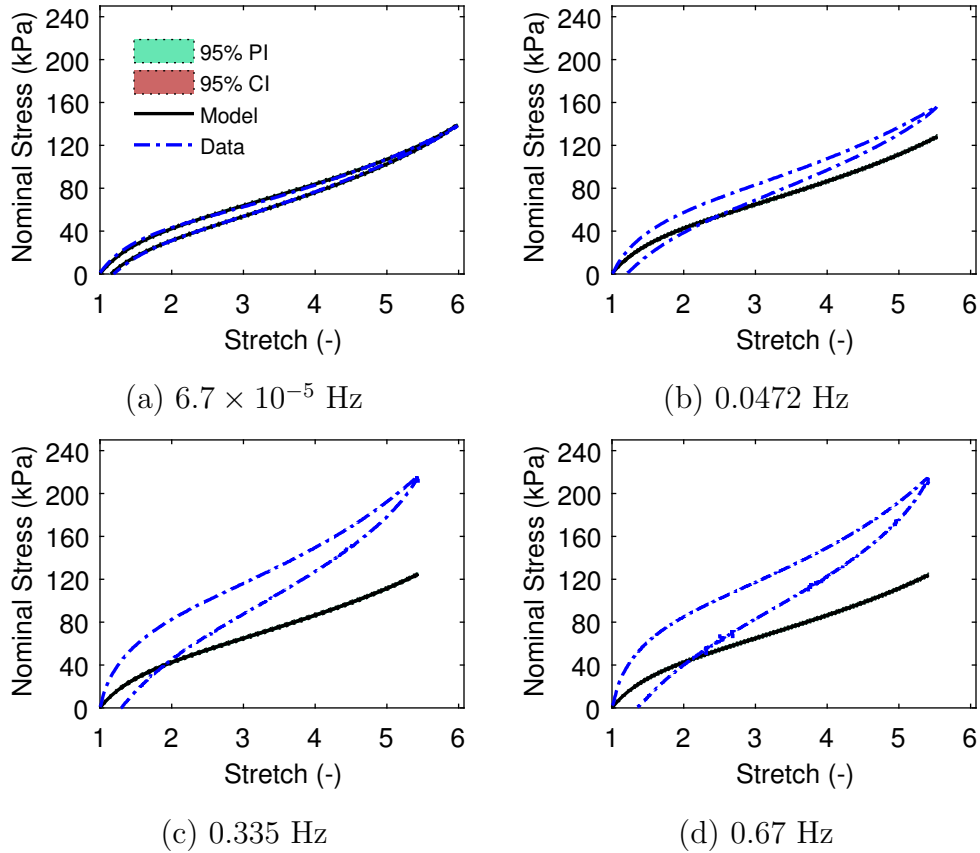 240
200
160
120
80
40
0
Nominal Stress (kPa)
95% PI
95% CI
Model
Data
1 2 3 4 5 6
Stretch (-)
(a) 6.7 × 10⁻⁵ Hz
240
200
160
120
80
40
0
Nominal Stress (kPa)
1 2 3 4 5 6
Stretch (-)
(b) 0.0472 Hz
240
200
160
120
80
40
0
Nominal Stress (kPa)
1 2 3 4 5 6
Stretch (-)
(c) 0.335 Hz
240
200
160
120
80
40
0
Nominal Stress (kPa)
1 2 3 4 5 6
Stretch (-)
(d) 0.67 Hz